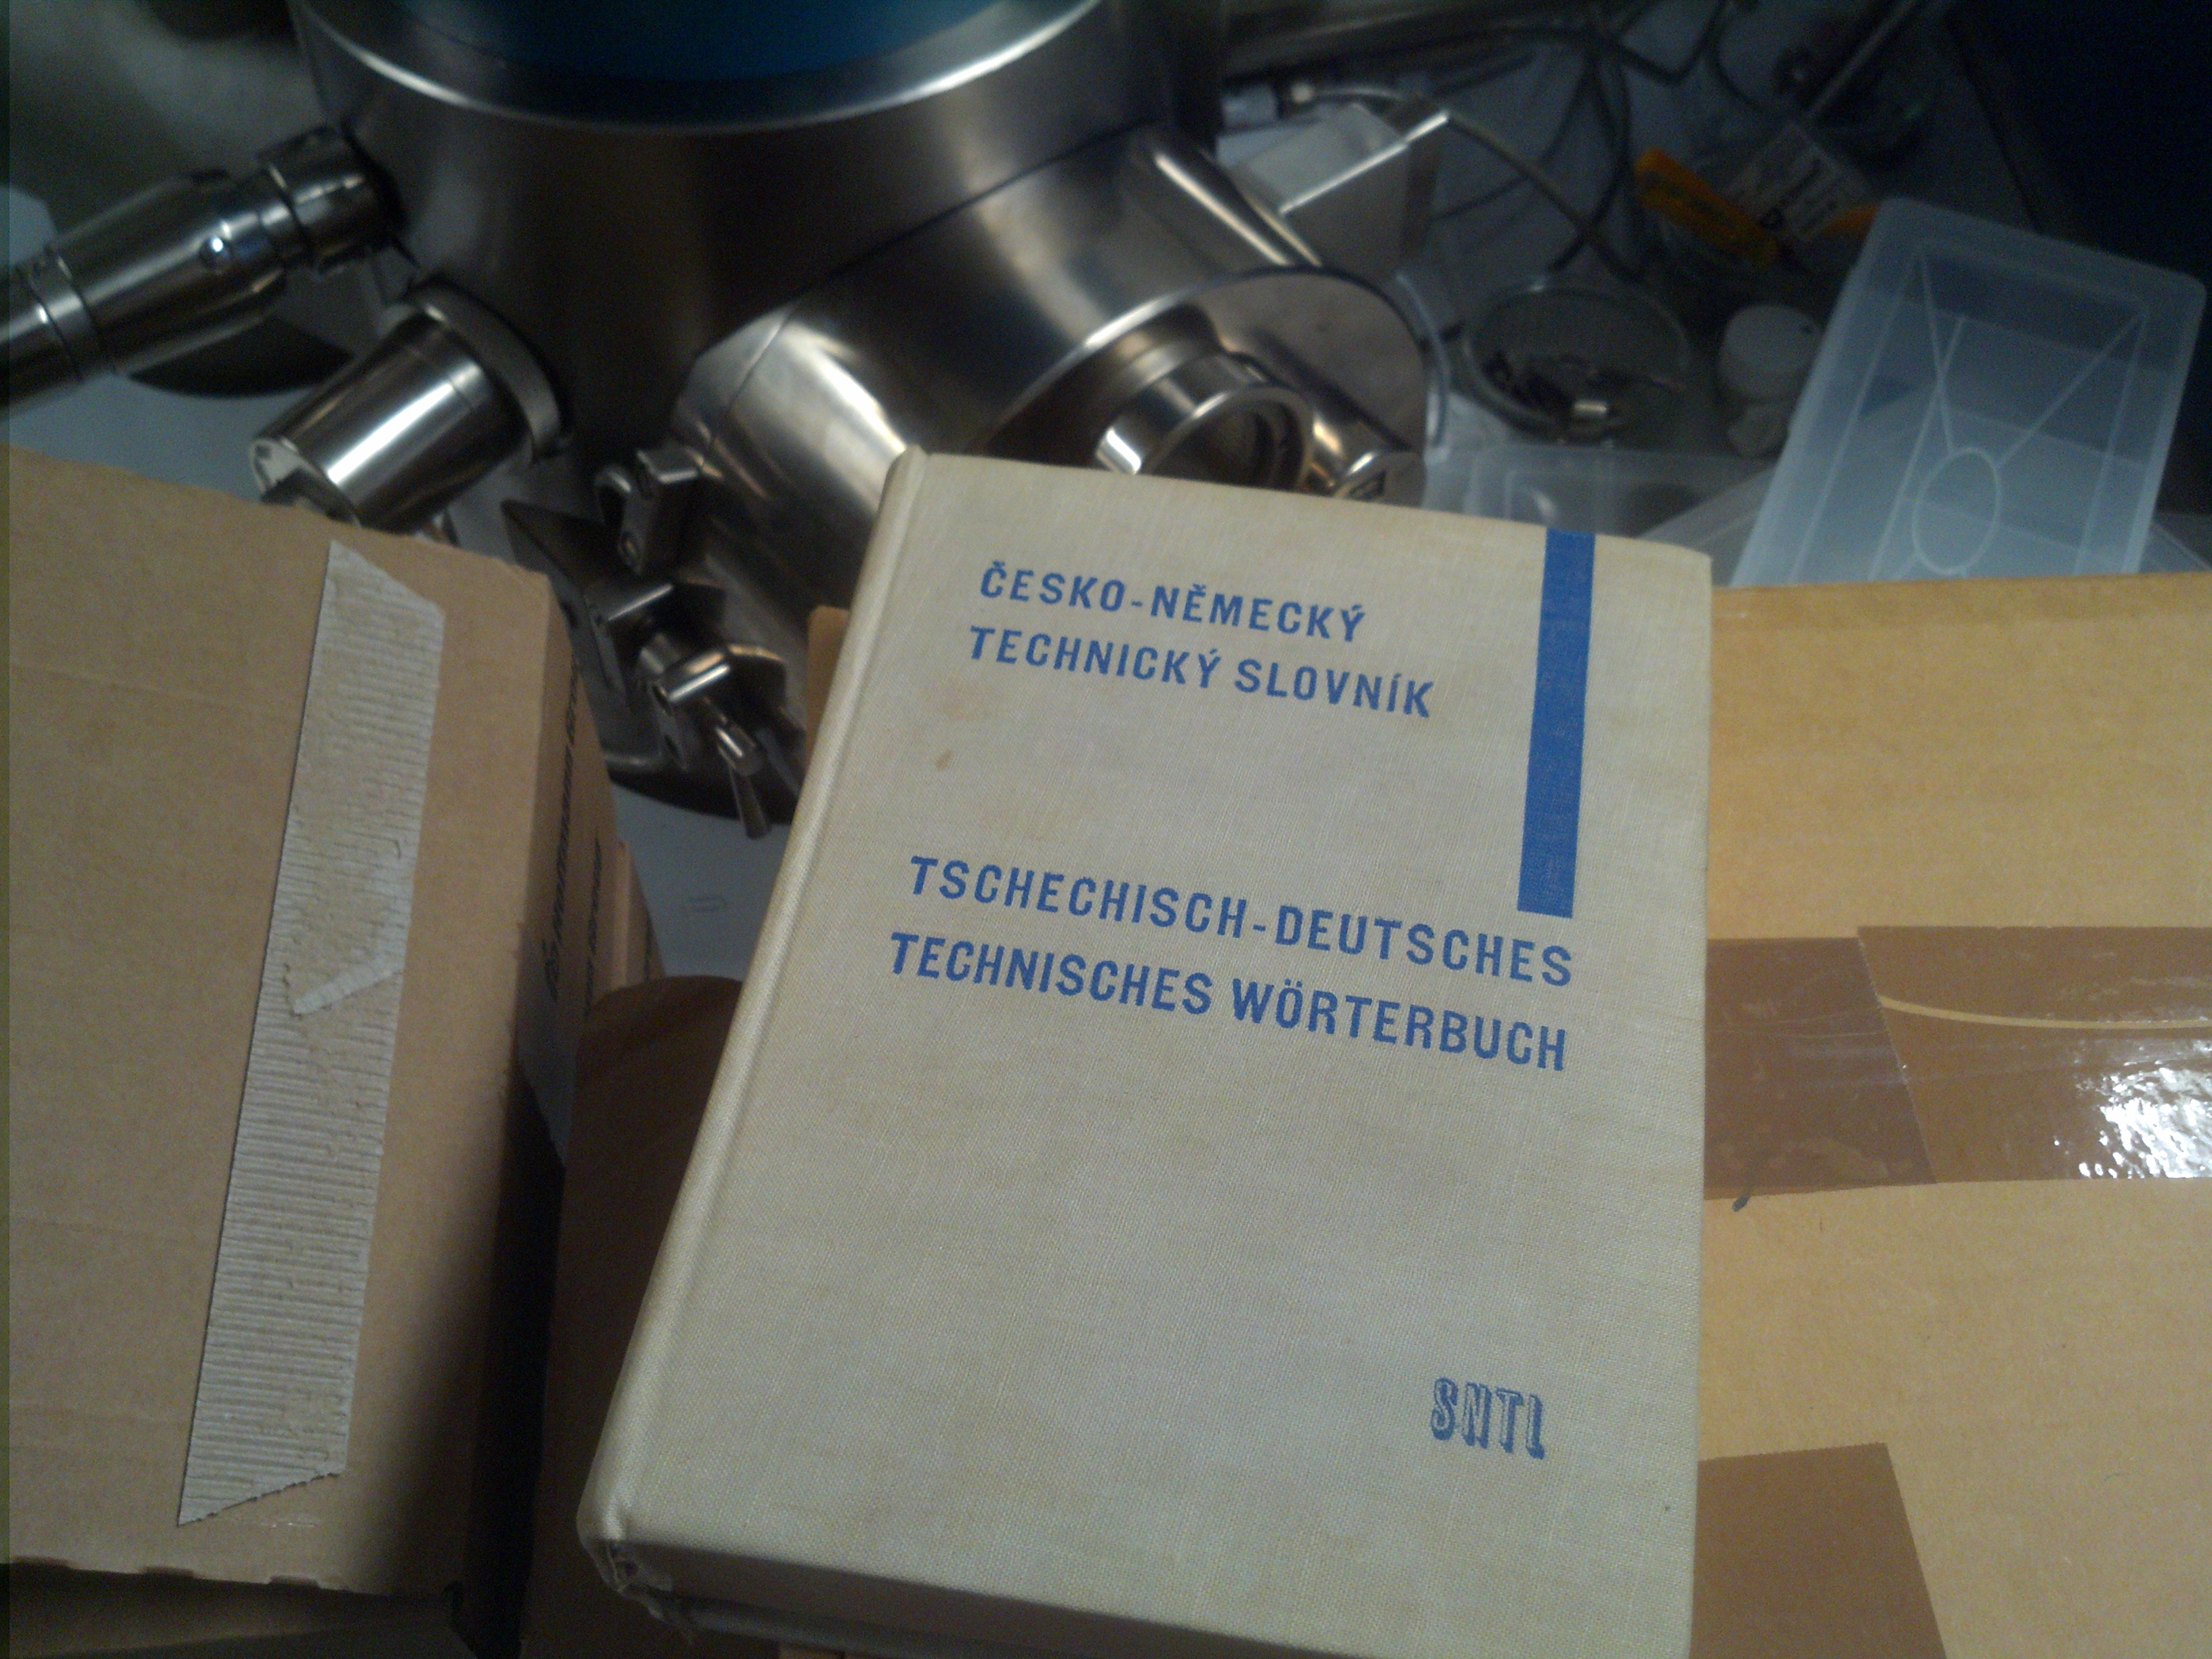 ČESKO-NĚMECKÝ
TECHNICKÝ SLOVNÍK
TSCHECHISCH-DEUTSCHES
TECHNISCHES WÖRTERBUCH
SNTL